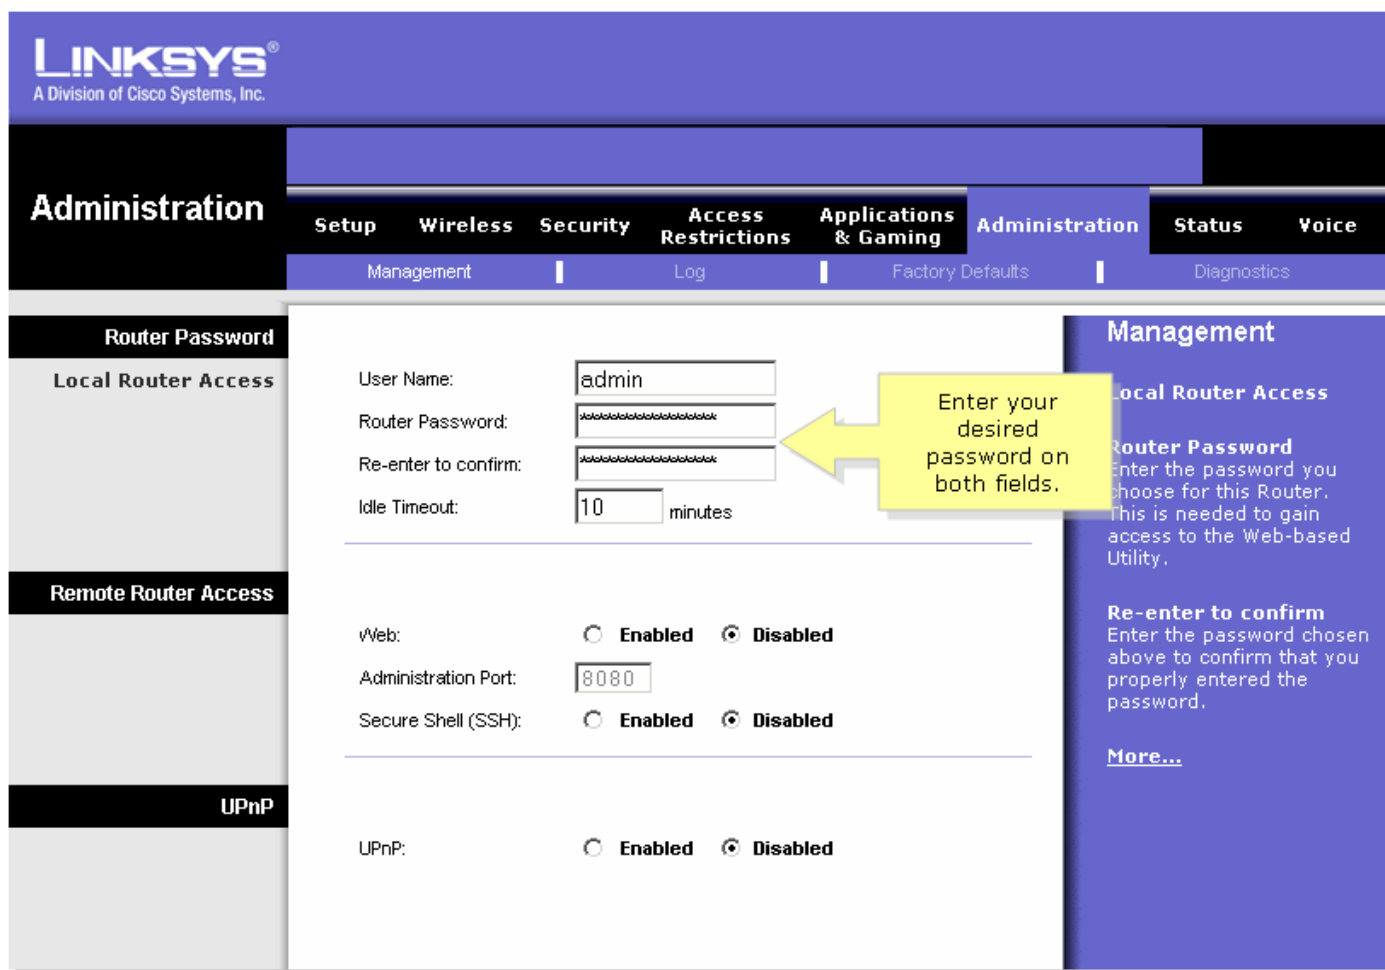 LINKSYS®
A Division of Cisco Systems, Inc.
Administration
Setup
Wireless
Security
Access
Restrictions
Applications
& Gaming
Administration
Status
Voice
Management
Log
Factory Defaults
Diagnostics
Router Password
Local Router Access
User Name:
admin
Router Password:
******************
Re-enter to confirm:
******************
Idle Timeout:
10
minutes
Enter your
desired
password on
both fields.
Remote Router Access
Web:
Enabled
Disabled
Administration Port:
8080
Secure Shell (SSH):
Enabled
Disabled
UPnP
UPnP:
Enabled
Disabled
Management
Local Router Access
Router Password
Enter the password you
choose for this Router.
This is needed to gain
access to the Web-based
Utility.
Re-enter to confirm
Enter the password chosen
above to confirm that you
properly entered the
password.
More...